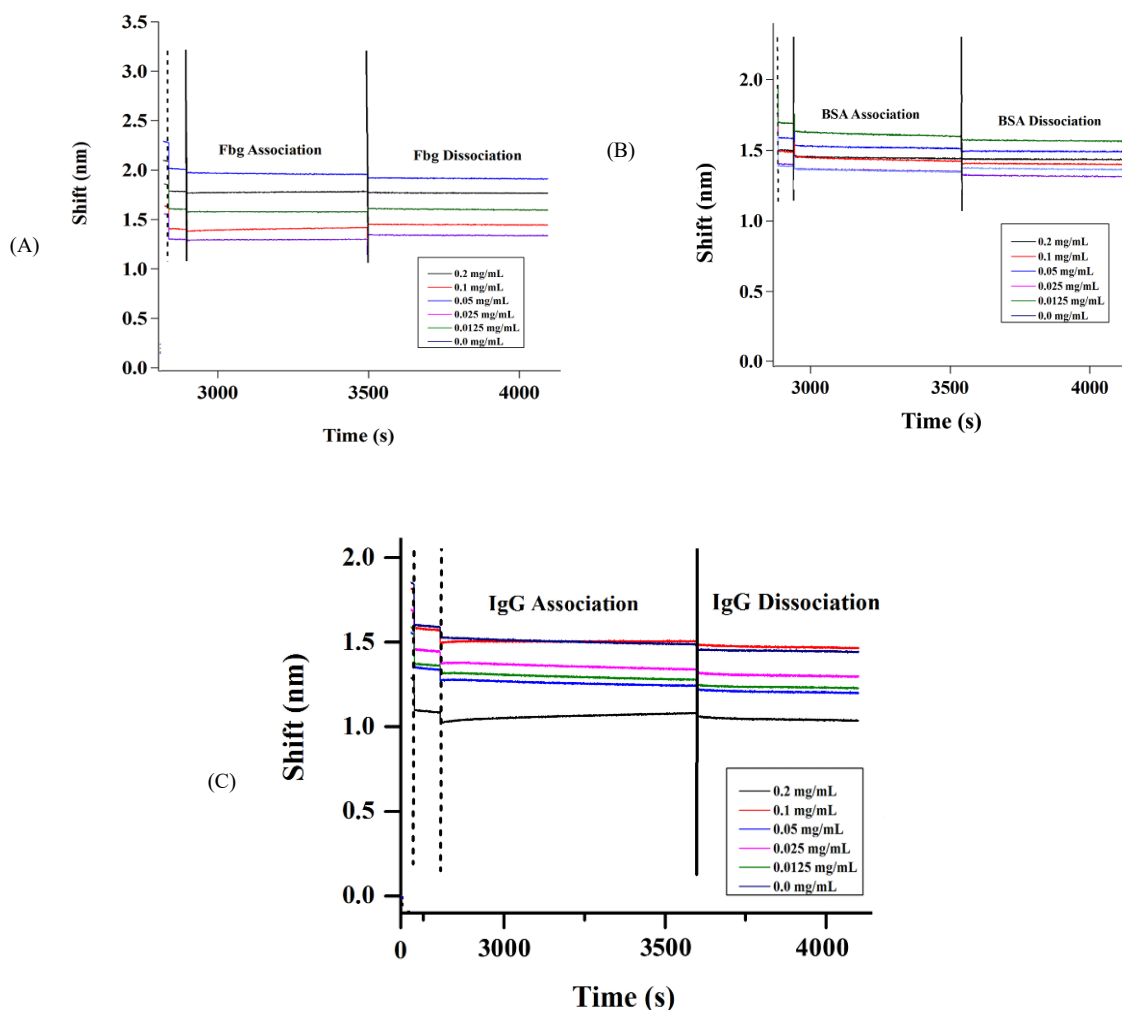 (A)
Shift (nm)
3.5
3.0
2.5
2.0
1.5
1.0
0.0
Fbg Association
Fbg Dissociation
0.2 mg/mL
0.1 mg/mL
0.05 mg/mL
0.025 mg/mL
0.0125 mg/mL
0.0 mg/mL
3000 3500 4000
Time (s)
(B)
Shift (nm)
2.0
1.5
1.0
0.5
0.0
BSA Association
BSA Dissociation
0.2 mg/mL
0.1 mg/mL
0.05 mg/mL
0.025 mg/mL
0.0125 mg/mL
0.0 mg/mL
3000 3500 4000
Time (s)
(C)
Shift (nm)
2.0
1.5
1.0
0.5
0.0
IgG Association
IgG Dissociation
0.2 mg/mL
0.1 mg/mL
0.05 mg/mL
0.025 mg/mL
0.0125 mg/mL
0.0 mg/mL
0 3000 3500 4000
Time (s)